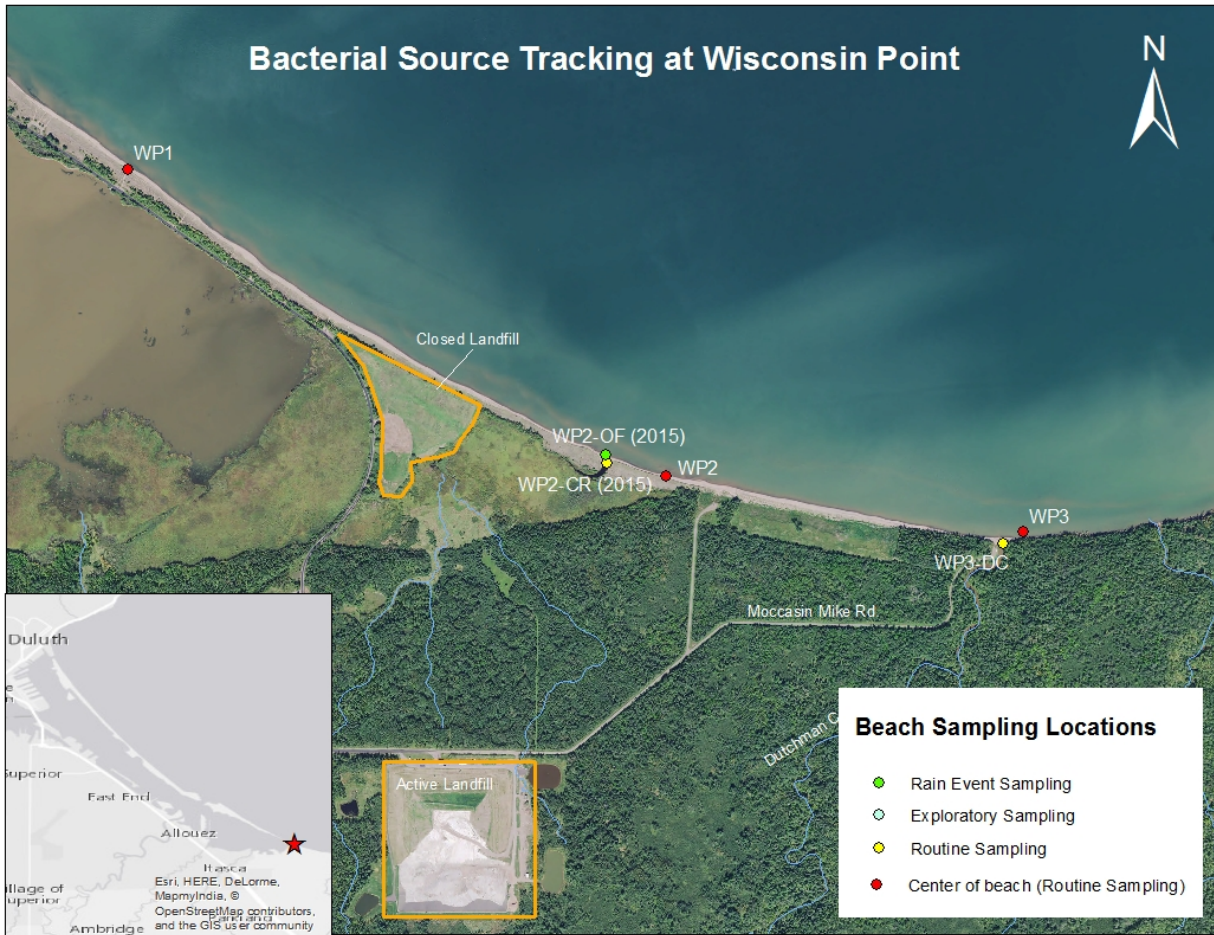 Bacterial Source Tracking at Wisconsin Point
N
WP1
Closed Landfill
WP2-OF (2015)
WP2
WP2-CR (2015)
WP3
WP3-DC
Moccasin Mike Rd
Dutchman C
Active Landfill
Beach Sampling Locations
Rain Event Sampling
Exploratory Sampling
Routine Sampling
Center of beach (Routine Sampling)
Duluth
Superior
East End
Allouez
Itasca
Esri, HERE, DeLorme,
MapmyIndia, ©
OpenStreetMap contributors,
and the GIS user community
illage of
uperior
Ambridge